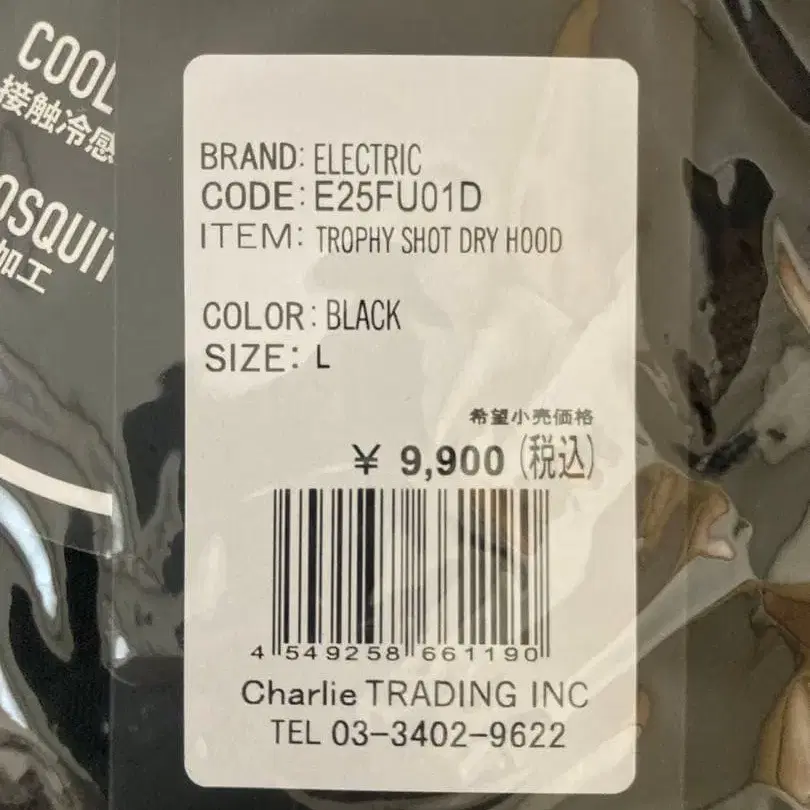 COOL
接触冷感
OSQUIT
加工
BRAND: ELECTRIC
CODE: E25FU01D
ITEM: TROPHY SHOT DRY HOOD
COLOR: BLACK
SIZE: L
希望小売価格
¥ 9,900 (税込)
4 549258 661190
Charlie TRADING INC
TEL 03-3402-9622